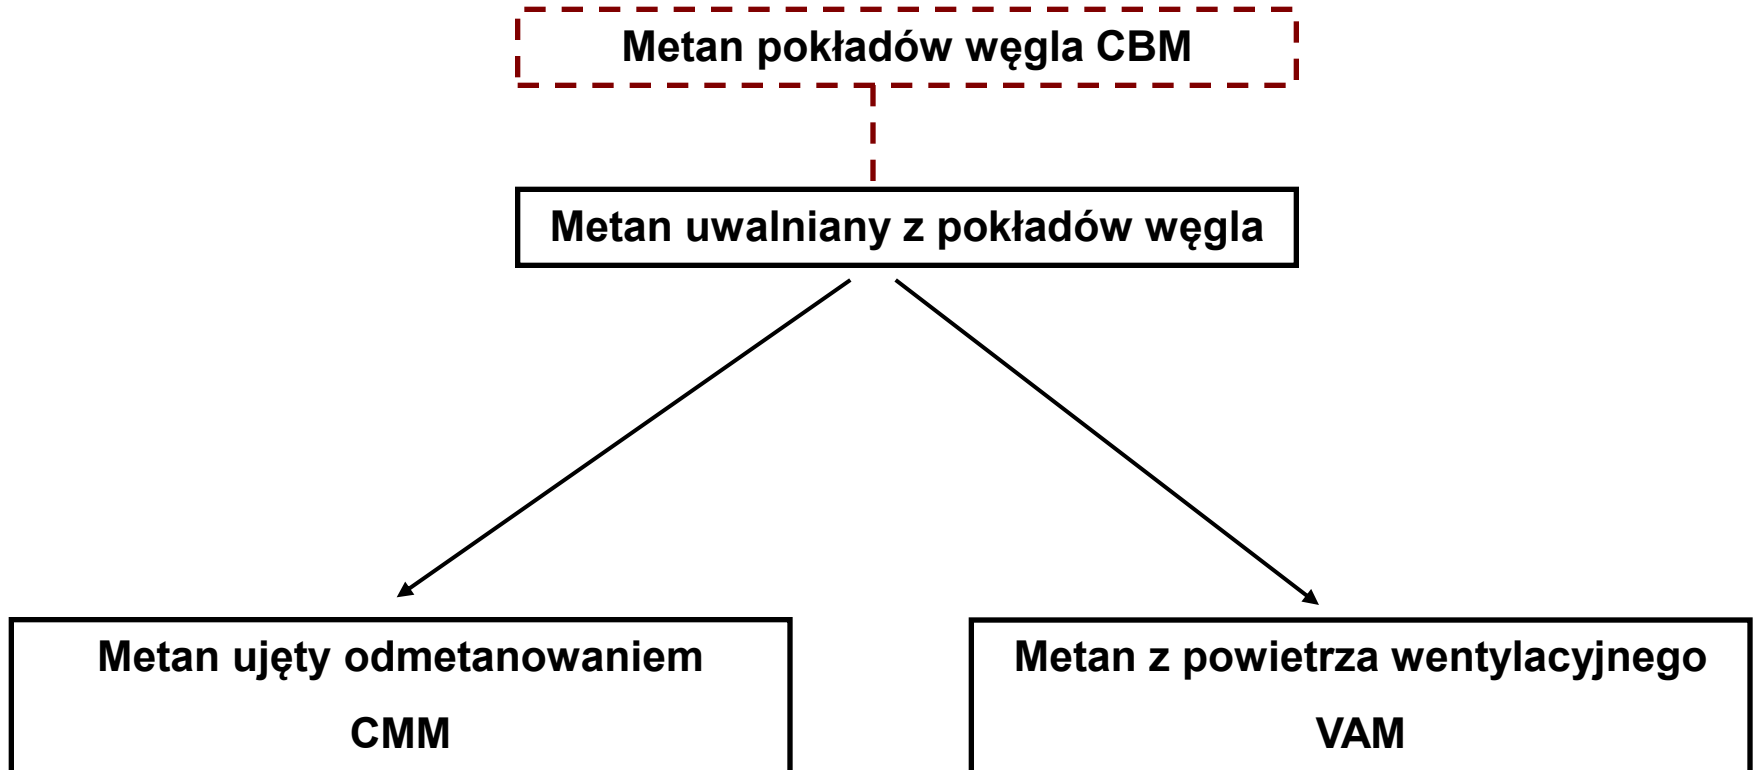 Metan pokładów węgla CBM
Metan uwalniany z pokładów węgla
Metan ujęty odmetanowaniem
CMM
Metan z powietrza wentylacyjnego
VAM